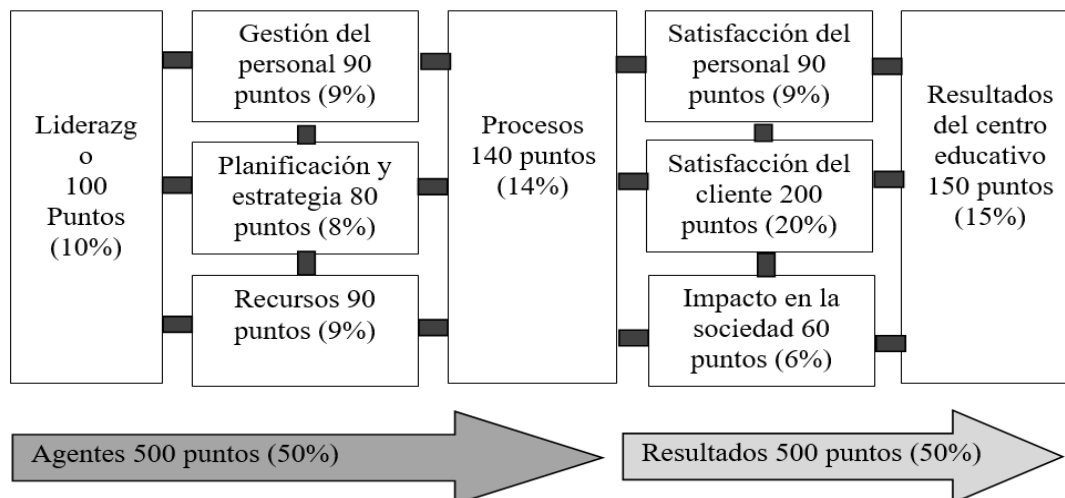 Liderazg
o
100
Puntos
(10%)
Gestión del
personal 90
puntos (9%)
Planificación y
estrategia 80
puntos (8%)
Recursos 90
puntos (9%)
Procesos
140 puntos
(14%)
Satisfacción del
personal 90
puntos (9%)
Satisfacción del
cliente 200
puntos (20%)
Impacto en la
sociedad 60
puntos (6%)
Resultados
del centro
educativo
150 puntos
(15%)
Agentes 500 puntos (50%)
Resultados 500 puntos (50%)